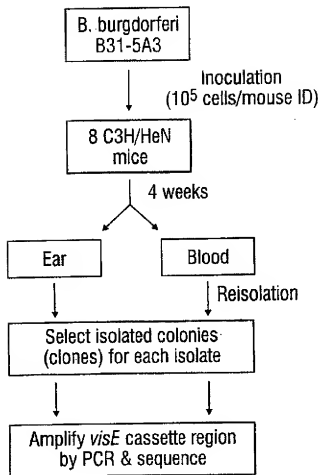 B. burgdorferi
B31-5A3
Inoculation
(10⁵ cells/mouse ID)
8 C3H/HeN
mice
4 weeks
Ear
Blood
Reisolation
Select isolated colonies
(clones) for each isolate
Amplify visE cassette region
by PCR & sequence